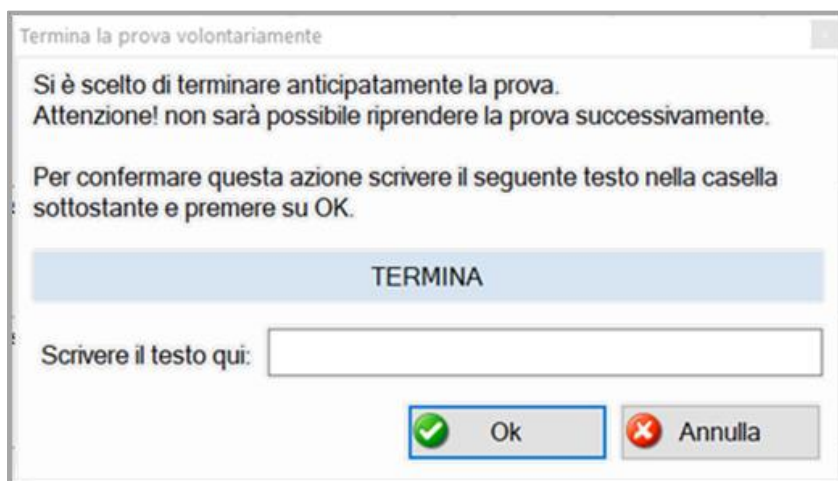 Termina la prova volontariamente
Si è scelto di terminare anticipatamente la prova.
Attenzione! non sarà possibile riprendere la prova successivamente.
Per confermare questa azione scrivere il seguente testo nella casella
sottostante e premere su OK.
TERMINA
Scrivere il testo qui:
Ok
Annulla